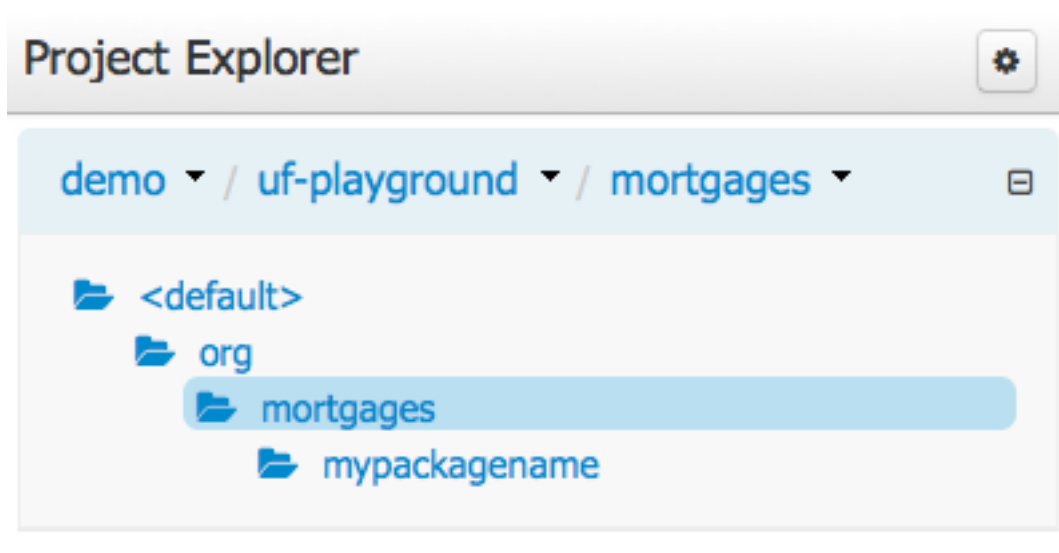 Project Explorer
demo / uf-playground / mortgages
<default>
org
mortgages
mypackagename